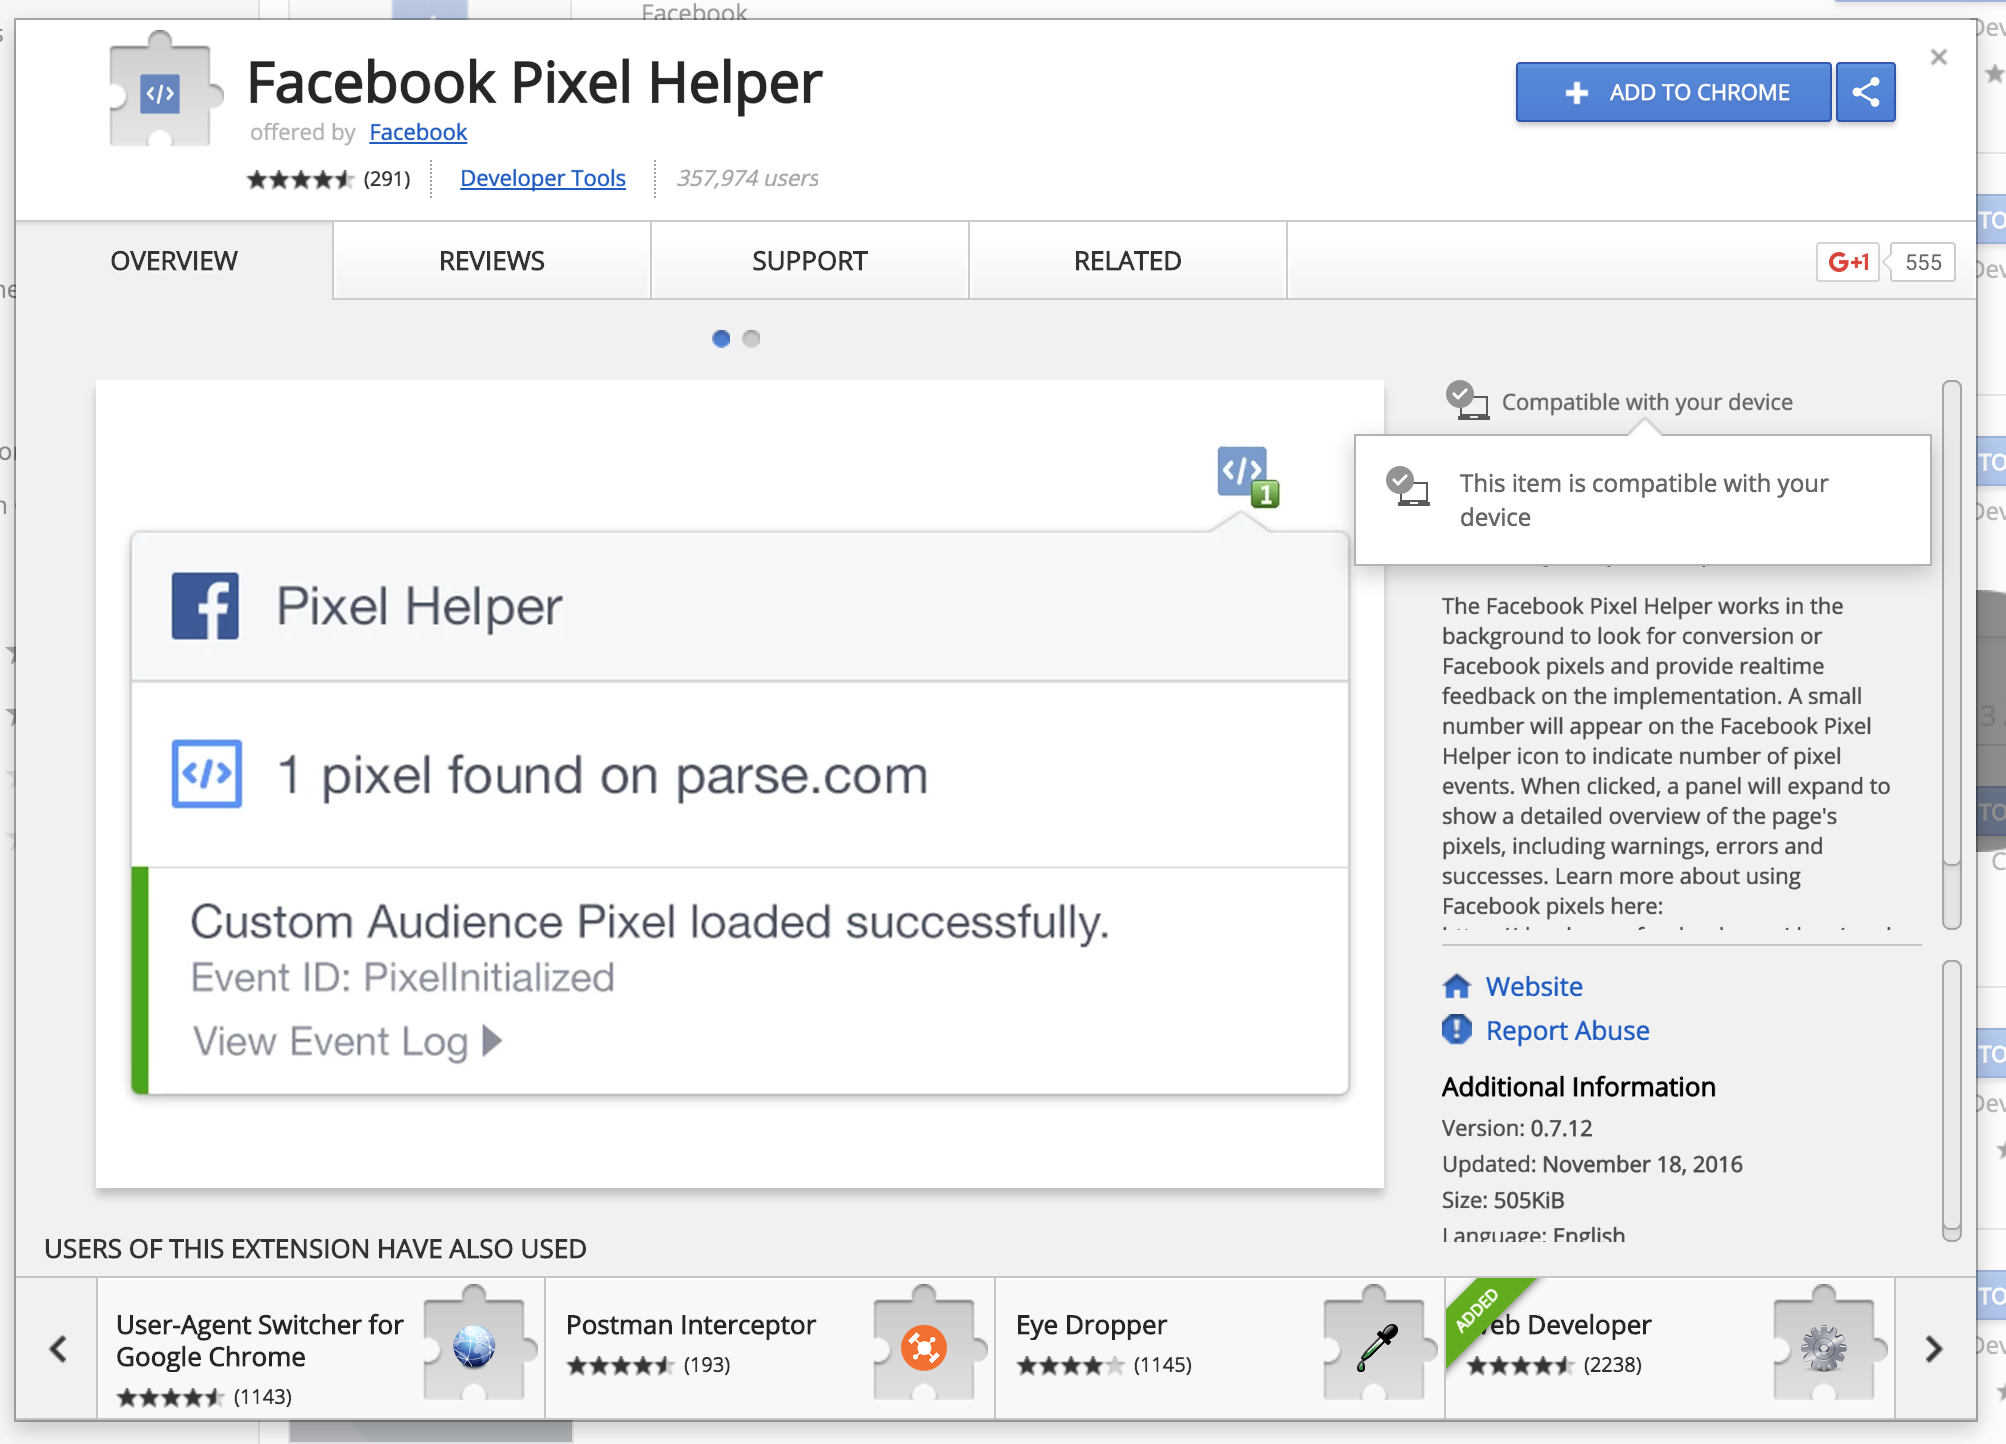 Facebook
Facebook Pixel Helper
offered by Facebook
(291)
Developer Tools
357,974 users
ADD TO CHROME
OVERVIEW
REVIEWS
SUPPORT
RELATED
G+1
555
</>
1
Pixel Helper
</> 1 pixel found on parse.com
Custom Audience Pixel loaded successfully.
Event ID: PixelInitialized
View Event Log
Compatible with your device
This item is compatible with your
device
The Facebook Pixel Helper works in the
background to look for conversion or
Facebook pixels and provide realtime
feedback on the implementation. A small
number will appear on the Facebook Pixel
Helper icon to indicate number of pixel
events. When clicked, a panel will expand to
show a detailed overview of the page's
pixels, including warnings, errors and
successes. Learn more about using
Facebook pixels here:
Website
Report Abuse
Additional Information
Version: 0.7.12
Updated: November 18, 2016
Size: 505KiB
Language: English
USERS OF THIS EXTENSION HAVE ALSO USED
User-Agent Switcher for
Google Chrome
(1143)
Postman Interceptor
(193)
Eye Dropper
(1145)
ADDED
eb Developer
(2238)